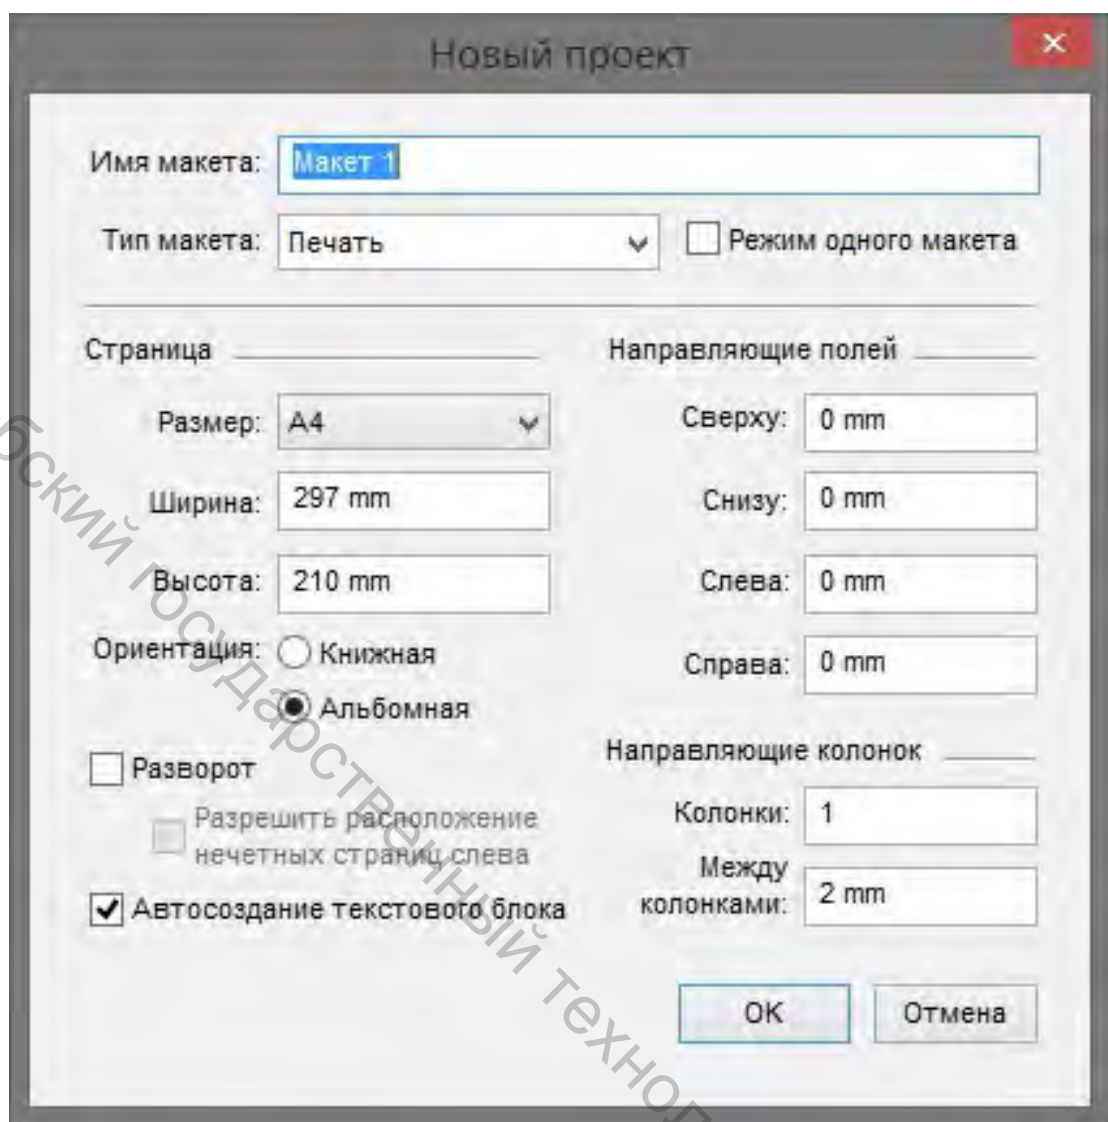 Новый проект
Имя макета: Макет 1
Тип макета: Печать Режим одного макета
Страница Направляющие полей
Размер: A4 Сверху: 0 mm
Ширина: 297 mm Снизу: 0 mm
Высота: 210 mm Слева: 0 mm
Ориентация: Книжная Справа: 0 mm
Альбомная
Направляющие колонок
Разворот
Разрешить расположение
нечетных страниц слева
Колонки: 1
Между
колонками: 2 mm
Автосоздание текстового блока
OK Отмена
государственный